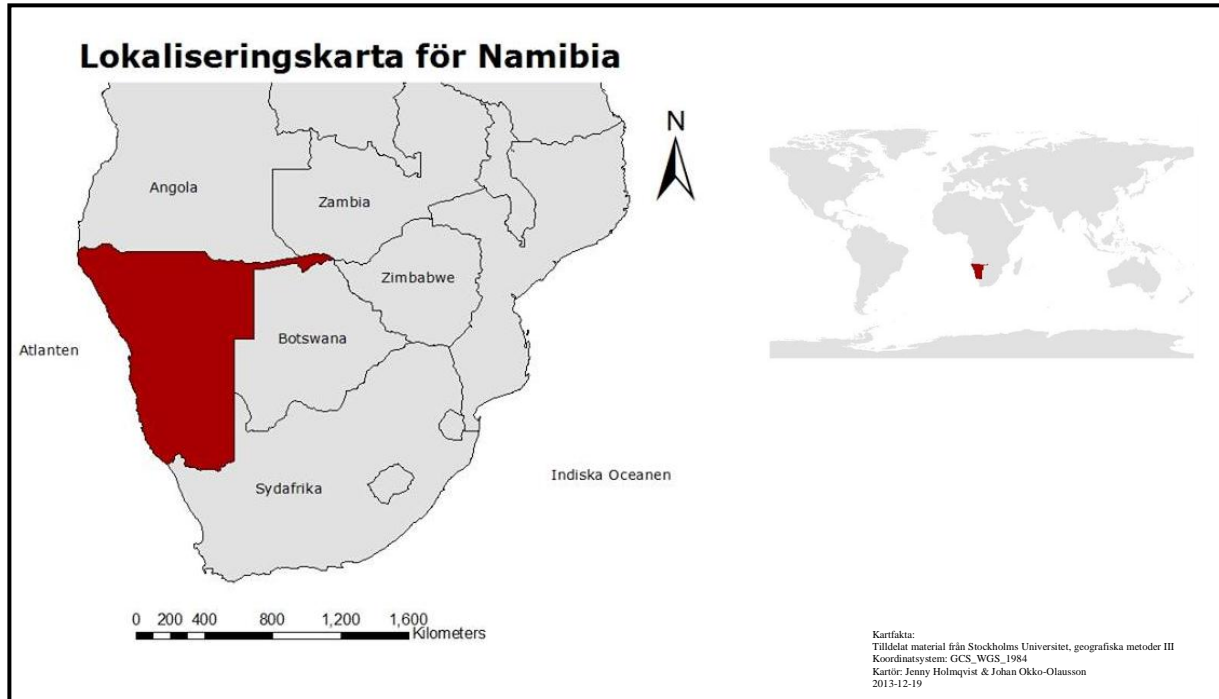 Lokaliseringskarta för Namibia
N
Angola
Zambia
Zimbabwe
Botswana
Atlanten
Indiska Oceanen
Sydafrika
0 200 400 800 1,200 1,600
Kilometers
Kartfakta:
Tilldelat material från Stockholms Universitet, geografiska metoder III
Koordinatsystem: GCS_WGS_1984
Kartör: Jenny Holmqvist & Johan Okko-Olausson
2013-12-19